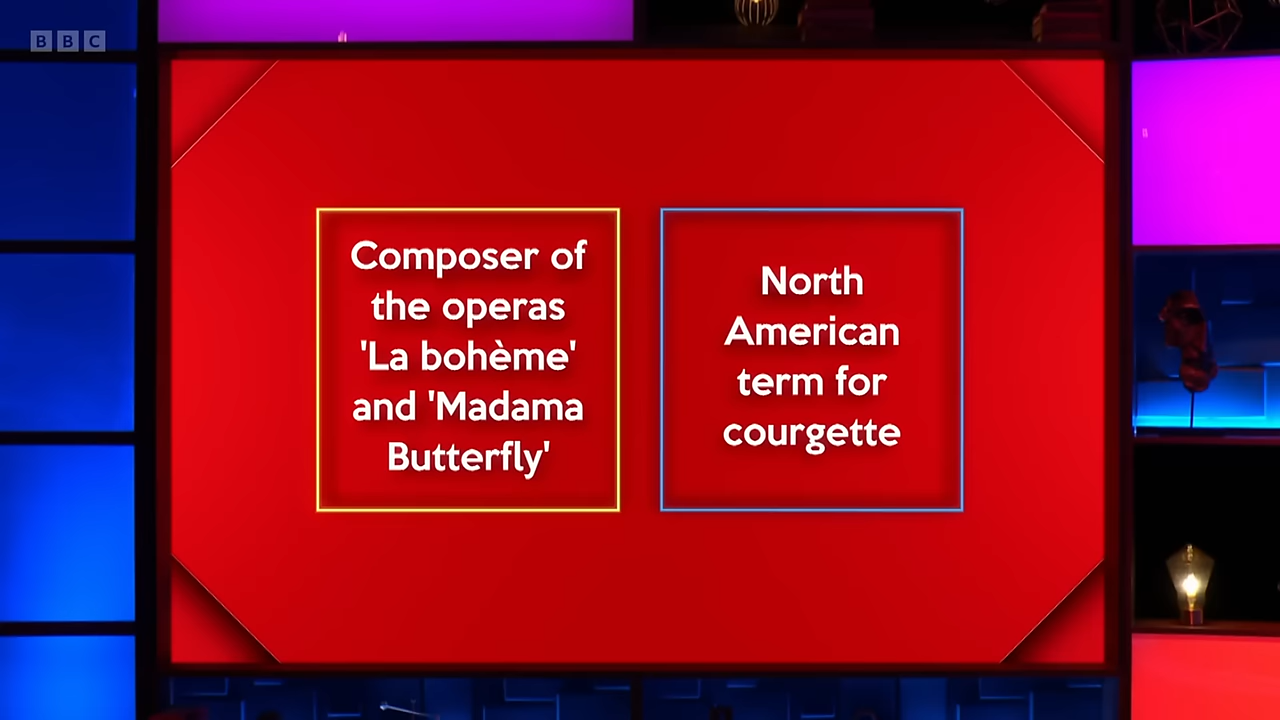 BBC
Composer of
the operas
'La bohème'
and 'Madama
Butterfly'
North
American
term for
courgette